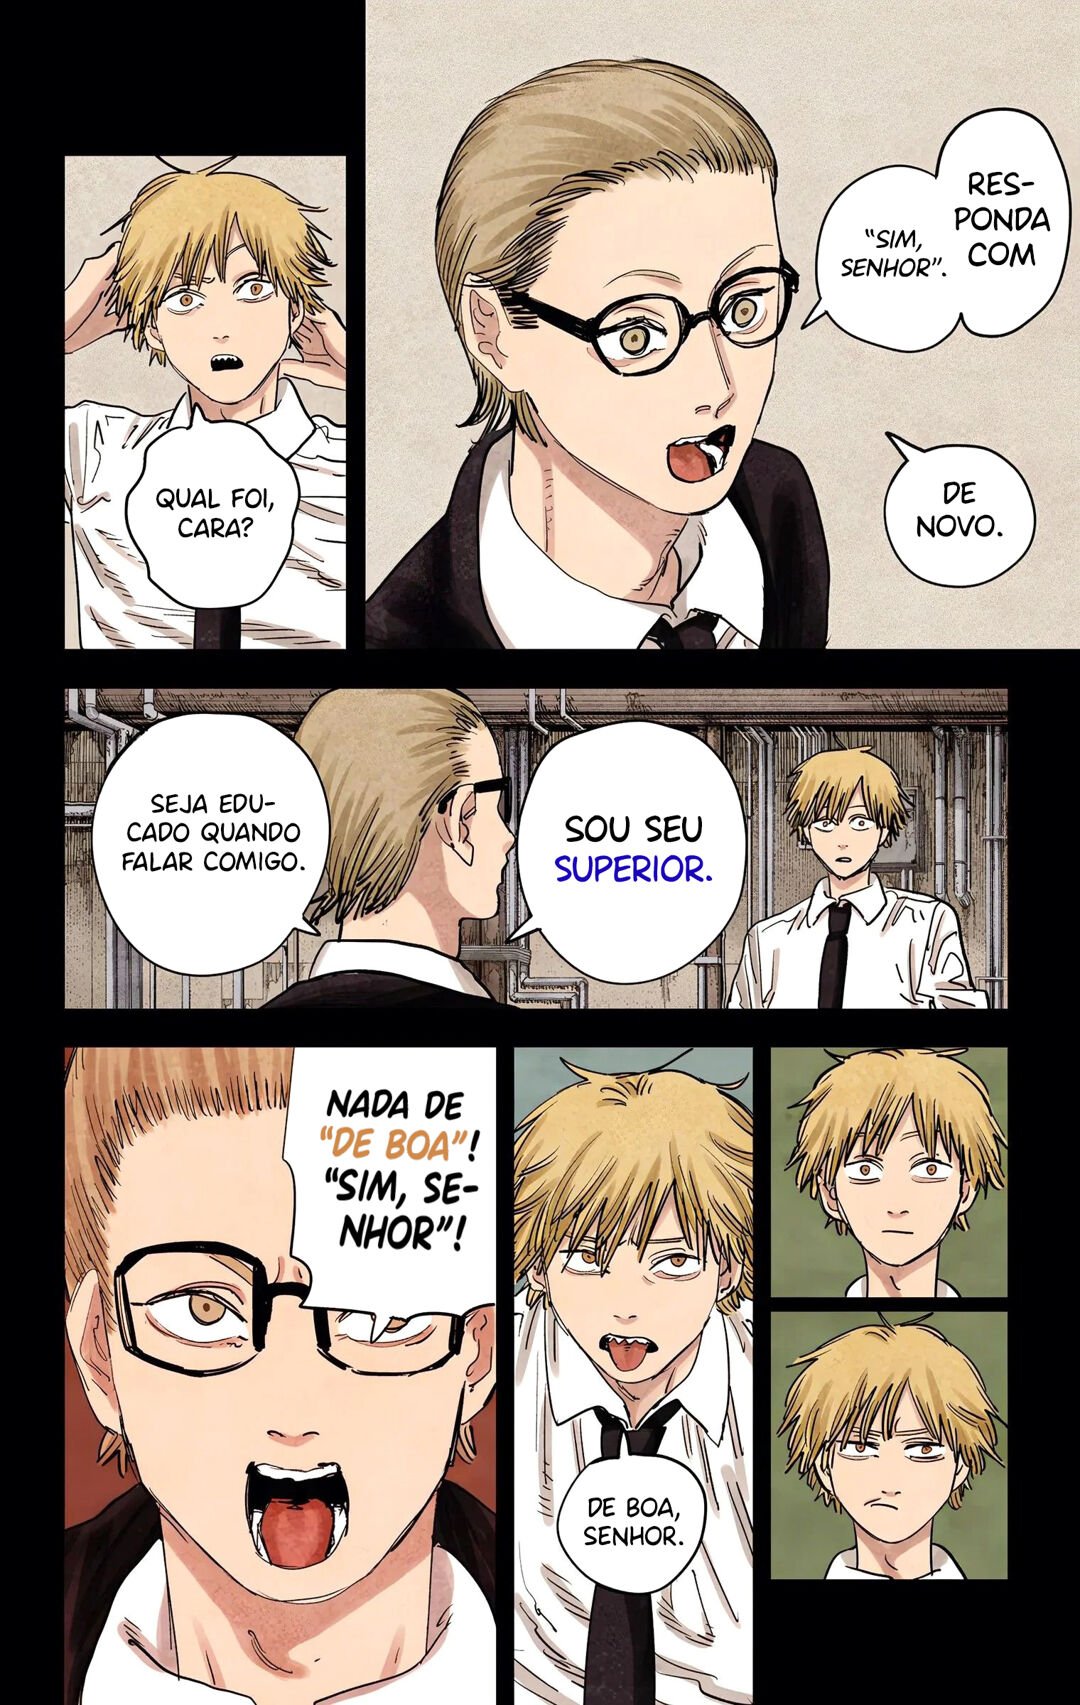 RES-
PONDA
COM
"SIM,
SENHOR".
DE
NOVO.
QUAL FOI,
CARA?
SOU SEU
SUPERIOR.
SEJA EDU-
CADO QUANDO
FALAR COMIGO.
DE BOA,
SENHOR.
NADA DE
"DE BOA"!
"SIM, SE-
NHOR"!